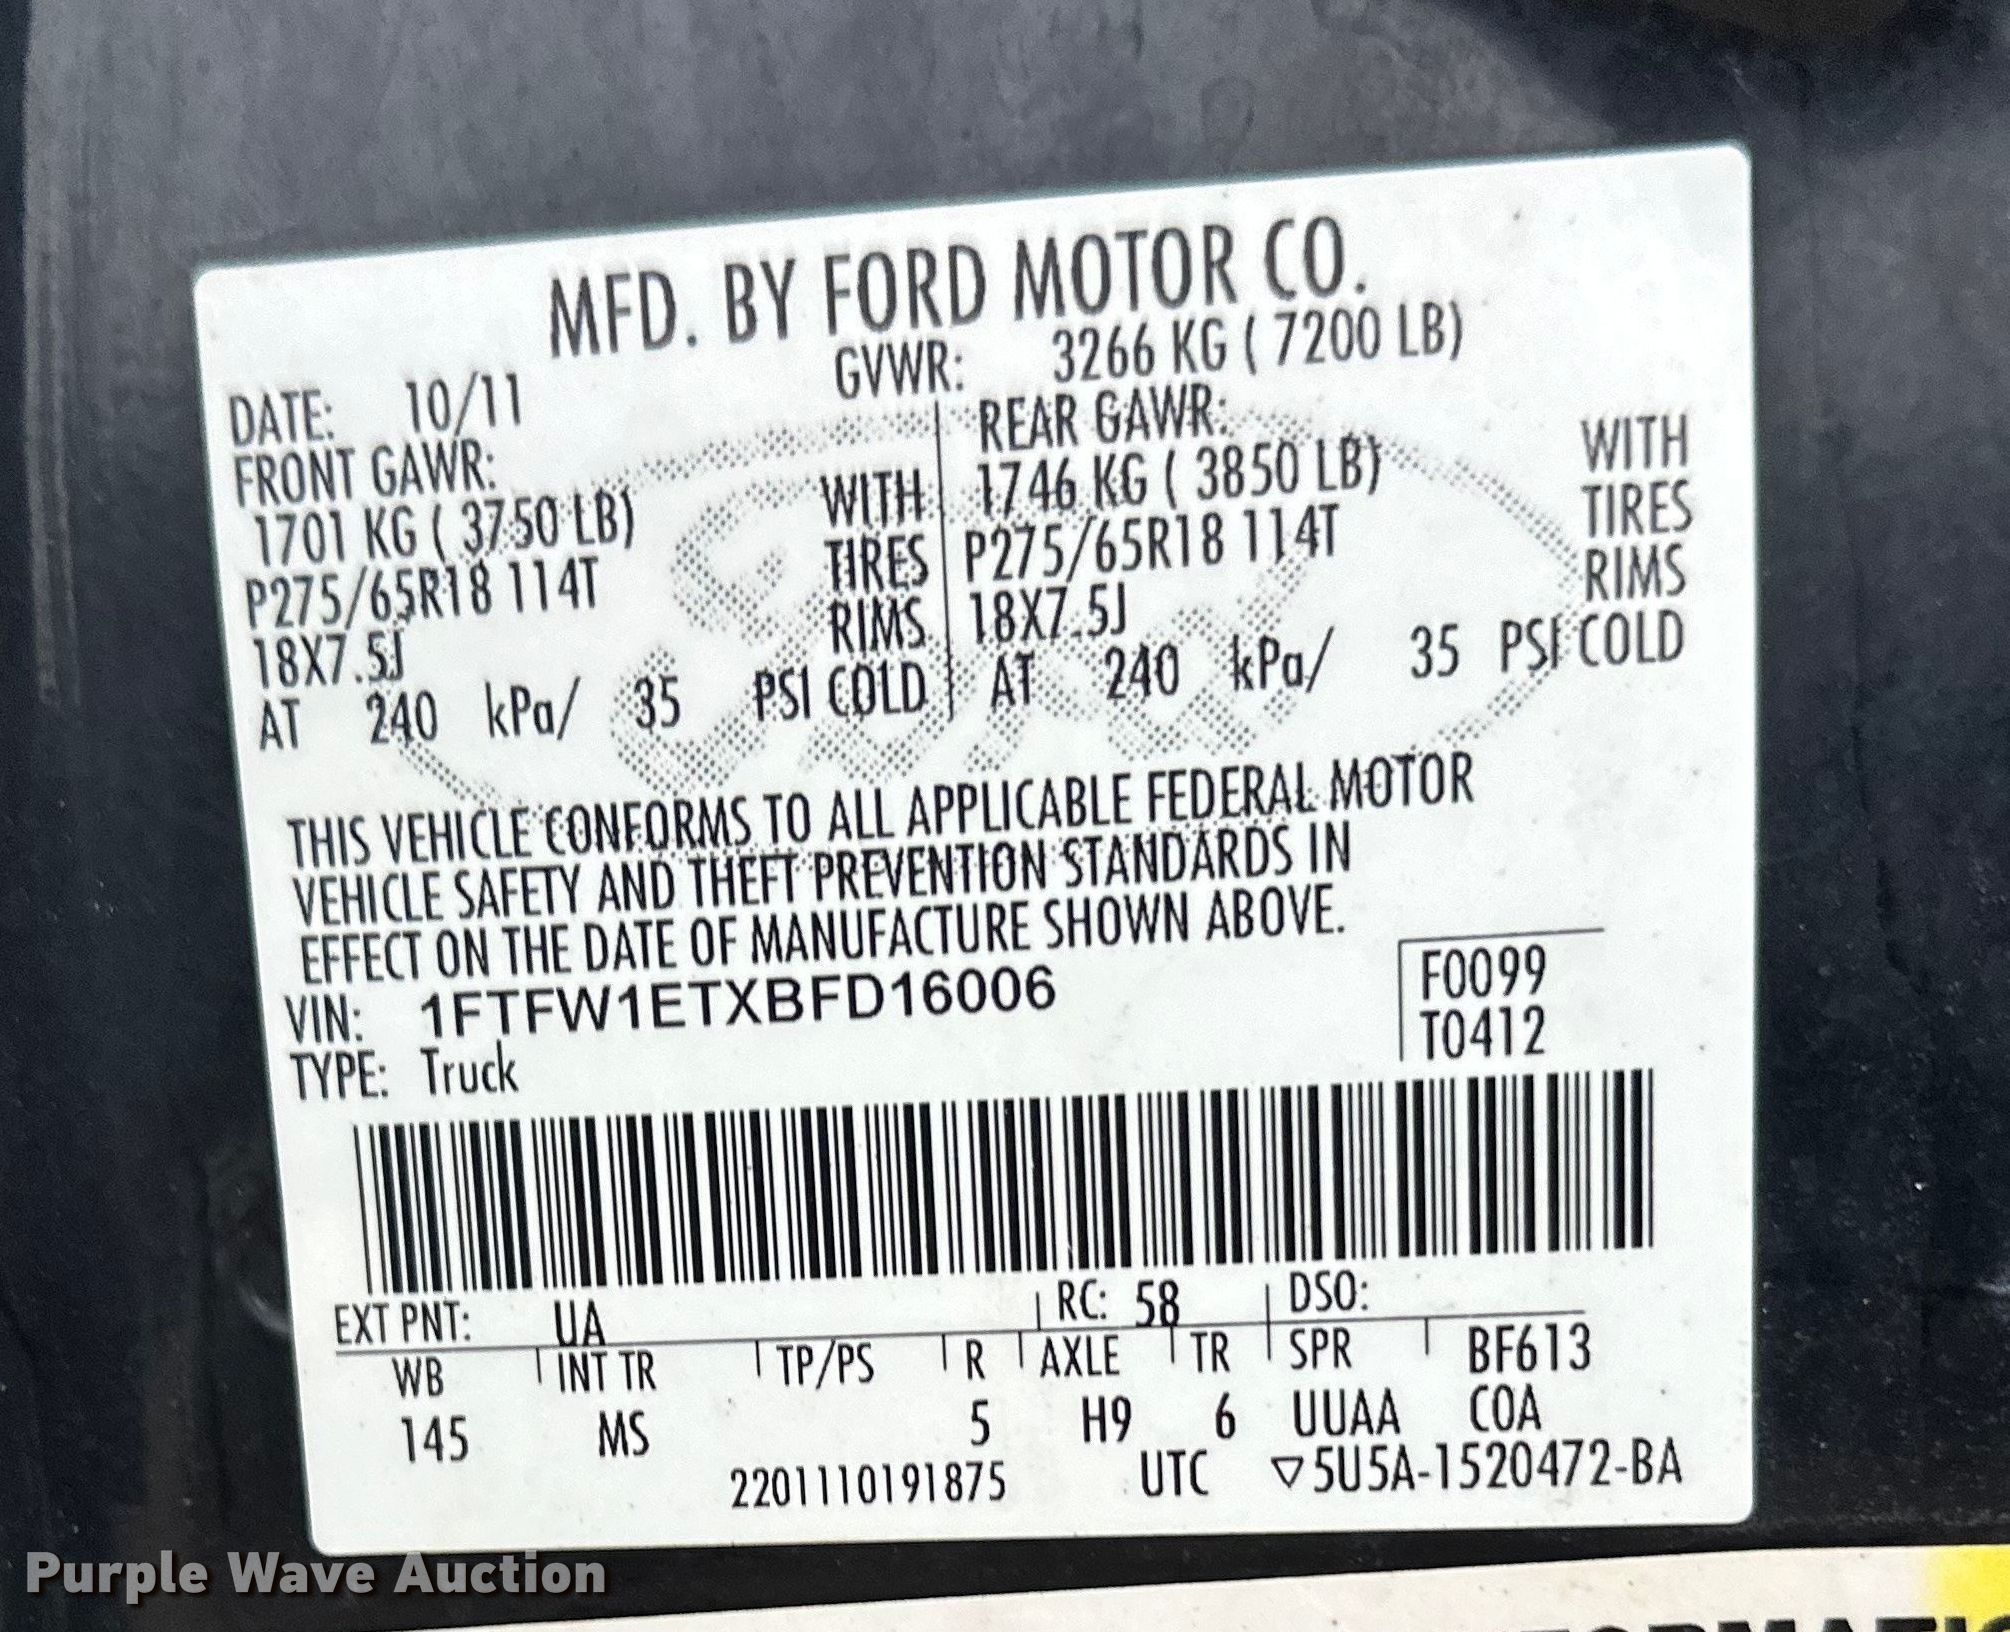 MFD. BY FORD MOTOR CO.
DATE: 10/11 GVWR: 3266 KG ( 7200 LB)
FRONT GAWR: REAR GAWR:
1701 KG ( 3750 LB) WITH 1746 KG ( 3850 LB) WITH
P275/65R18 114T TIRES P275/65R18 114T TIRES
18X7.5J RIMS 18X7.5J RIMS
AT 240 kPa/ 35 PSI COLD AT 240 kPa/ 35 PSI COLD
THIS VEHICLE CONFORMS TO ALL APPLICABLE FEDERAL MOTOR
VEHICLE SAFETY AND THEFT PREVENTION STANDARDS IN
EFFECT ON THE DATE OF MANUFACTURE SHOWN ABOVE.
VIN: 1FTFW1ETXBFD16006 F0099
TYPE: Truck T0412
EXT PNT: UA RC: 58 DSO:
WB INT TR TP/PS R AXLE TR SPR BF613
145 MS 5 H9 6 UUAA COA
2201110191875 UTC ▽5U5A-1520472-BA
Purple Wave Auction